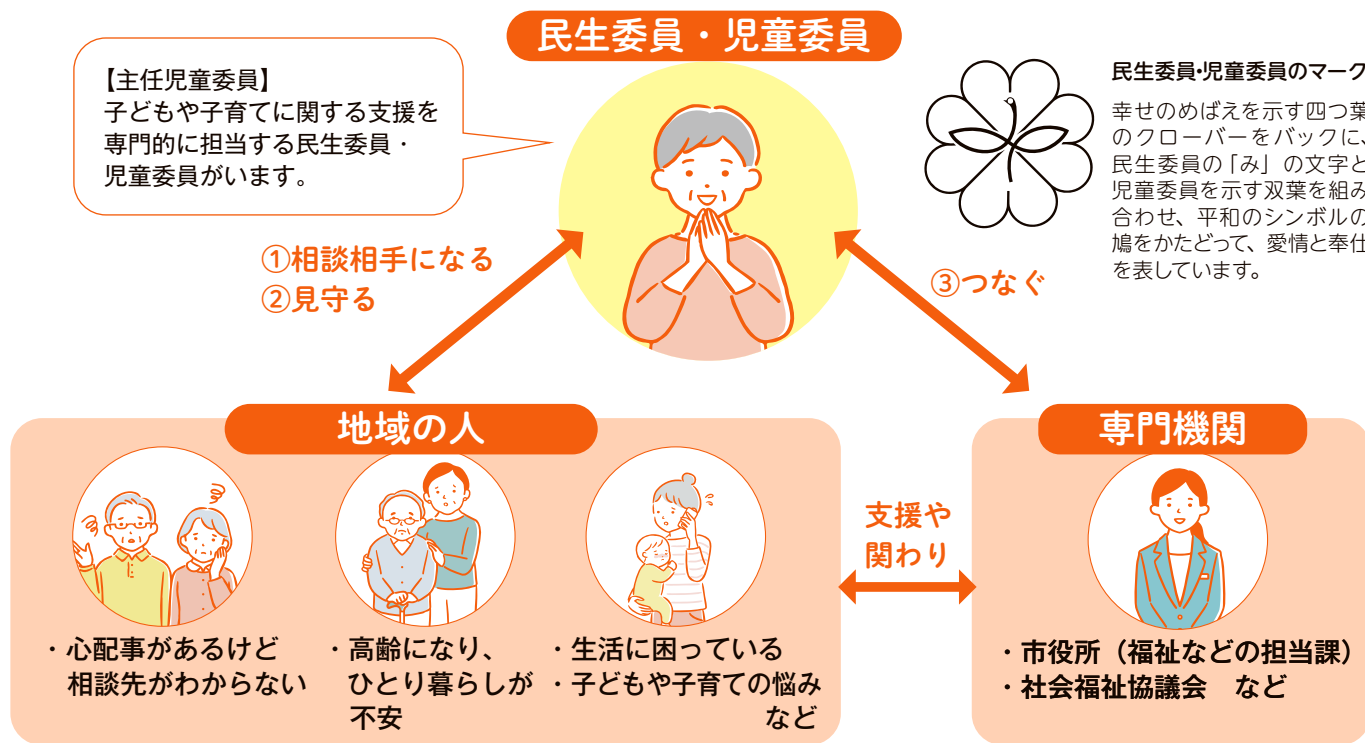 民生委員・児童委員
【主任児童委員】
子どもや子育てに関する支援を
専門的に担当する民生委員・
児童委員がいます。
民生委員・児童委員のマーク
幸せのめばえを示す四つ葉
のクローバーをバックに、
民生委員の「み」の文字と
児童委員を示す双葉を組み
合わせ、平和のシンボルの
鳩をかたどって、愛情と奉仕
を表しています。
①相談相手になる
②見守る
③つなぐ
地域の人
・心配事があるけど
相談先がわからない
・高齢になり、
ひとり暮らしが
不安
・生活に困っている
・子どもや子育ての悩み
など
支援や
関わり
専門機関
・市役所（福祉などの担当課）
・社会福祉協議会　など